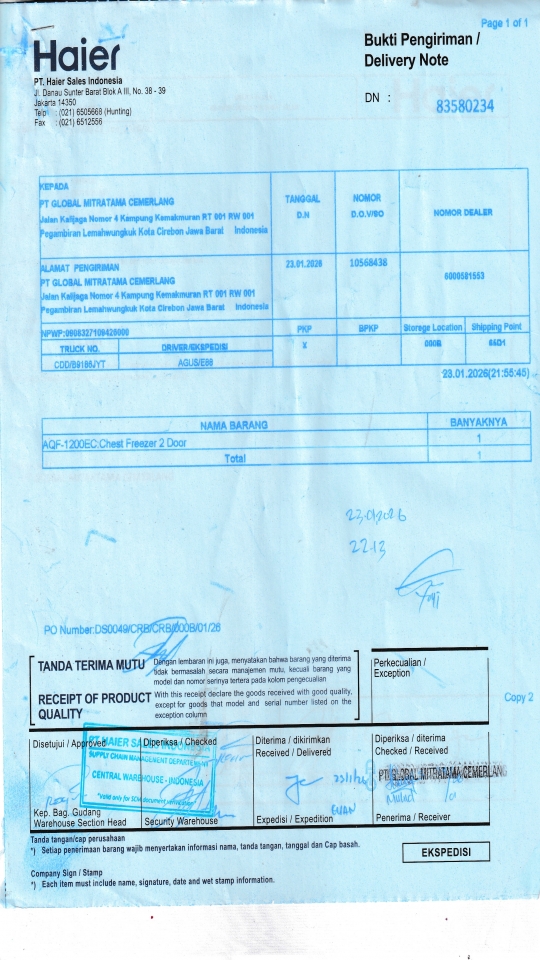 Page 1 of 1
Haier
Bukti Pengiriman /
Delivery Note
PT. Haier Sales Indonesia
Jl. Danau Sunter Barat Blok A III, No. 38 - 39
Jakarta 14350
Telp : (021) 6505668 (Hunting)
Fax : (021) 6512556
DN : 83580234
KEPADA
PT GLOBAL MITRATAMA CEMERLANG
Jalan Kalijaga Nomor 4 Kampung Kemakmuran RT 001 RW 001
Pegambiran Lemahwungkuk Kota Cirebon Jawa Barat Indonesia
TANGGAL
D.N
NOMOR
D.O.V/BO
NOMOR DEALER
ALAMAT PENGIRIMAN
PT GLOBAL MITRATAMA CEMERLANG
Jalan Kalijaga Nomor 4 Kampung Kemakmuran RT 001 RW 001
Pegambiran Lemahwungkuk Kota Cirebon Jawa Barat Indonesia
23.01.2026
10568438
6000581553
PKP BPKP Storege Location Shipping Point
TRUCK NO. DRIVER/EKSPEDISI X 000B
AGUS/E88
23.01.2026(21:55:45)
NAMA BARANG BANYAKNYA
AQF-1200EC:Chest Freezer 2 Door 1
Total 1
23.01.2026
22.13
PO Number:DS0049/CRB/CRB/000B/01/26
TANDA TERIMA MUTU
Dengan lembaran ini juga, menyatakan bahwa barang yang diterima
tidak bermasalah secara manajemen mutu, kecuali barang yang
model dan nomor serinya tertera pada kolom pengecualian
RECEIPT OF PRODUCT
QUALITY
With this receipt declare the goods received with good quality,
except for goods that model and serial number listed on the
exception column
Perkecualian /
Exception
Copy 2
Disetujui / Approved
Diperiksa / Checked
Diterima / dikirimkan
Received / Delivered
Diperiksa / diterima
Checked / Received
PT HAIER SALES
SUPPLY CHAIN MANAGEMENT DEPARTEMENT
CENTRAL WAREHOUSE - INDONESIA
PT GLOBAL MITRATAMA CEMERLANG
Kep. Bag. Gudang
Warehouse Section Head
Security Warehouse
Expedisi / Expedition
Penerima / Receiver
Tanda tangan/cap perusahaan
*) Setiap penerimaan barang wajib menyertakan informasi nama, tanda tangan, tanggal dan Cap basah.
EKSPEDISI
Company Sign / Stamp
*) Each item must include name, signature, date and wet stamp information.